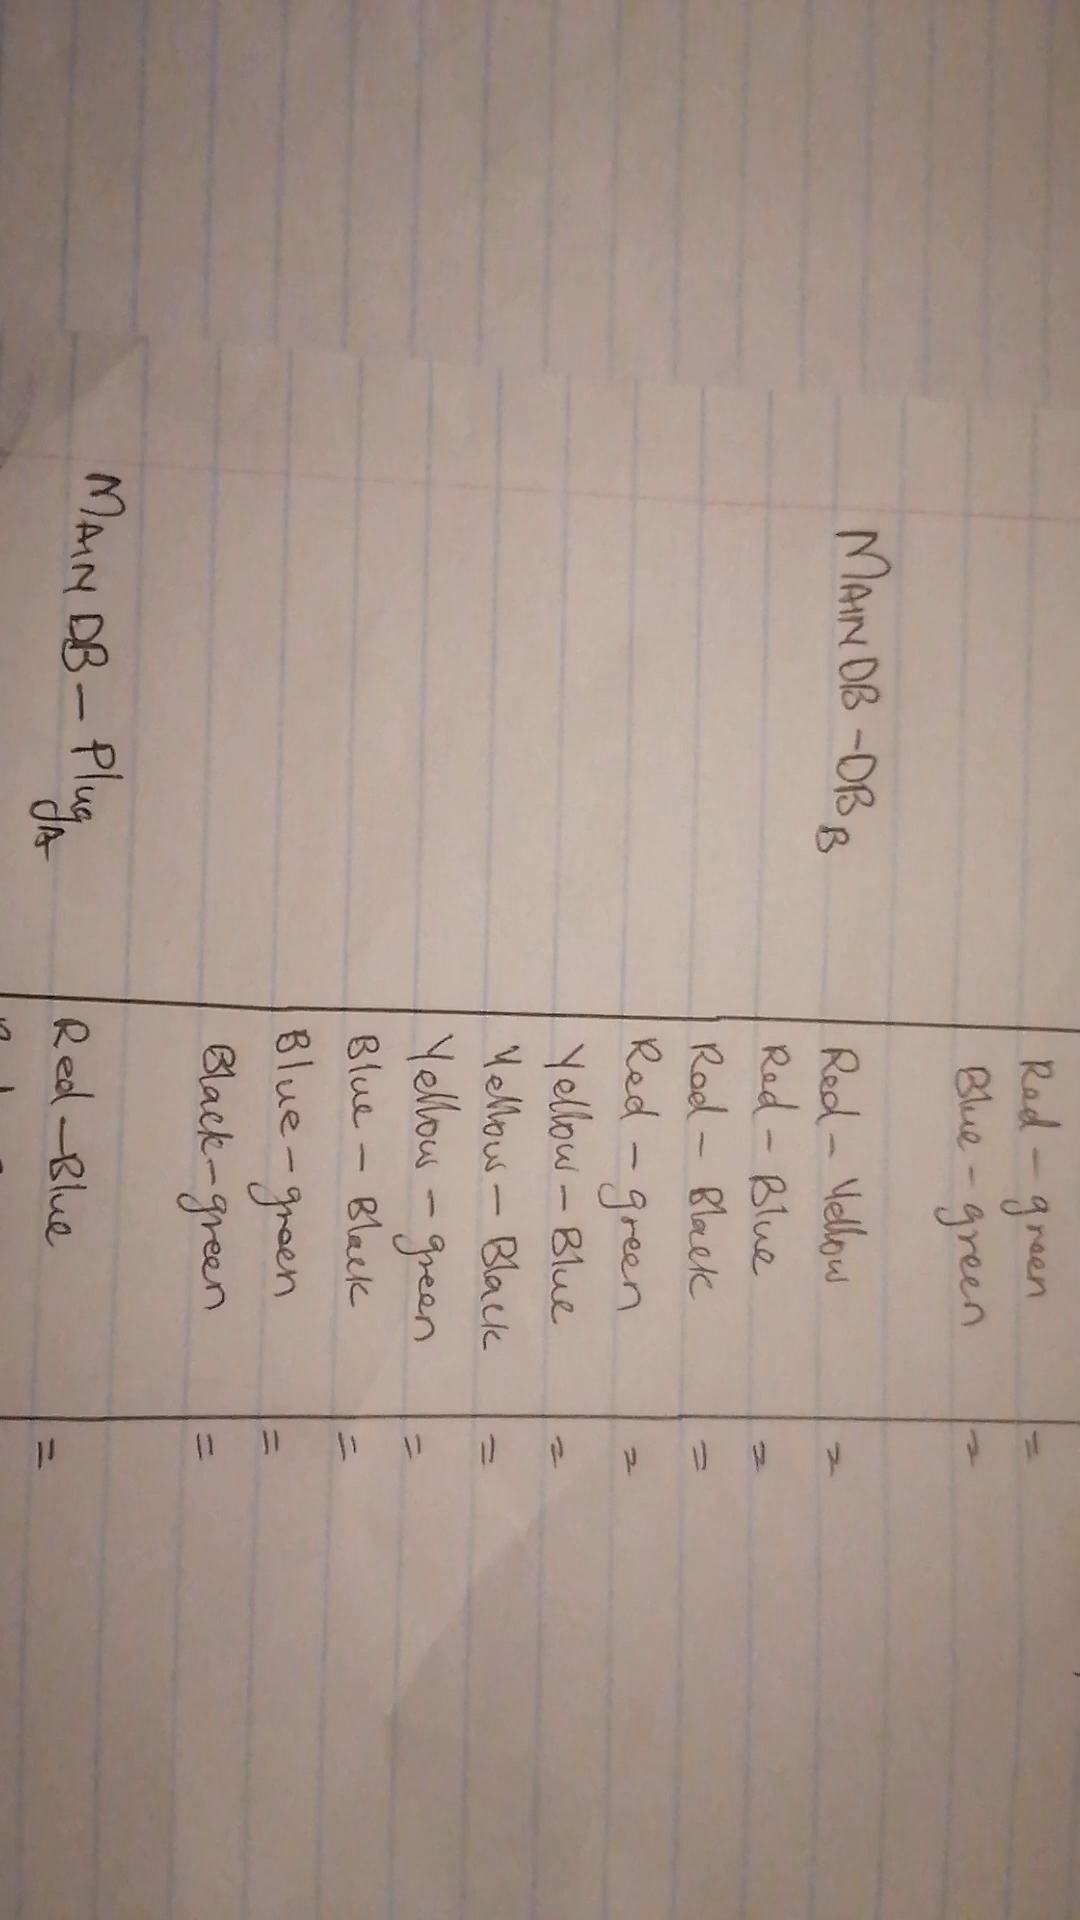 Red - green =
Blue - green =
MAIN DB - DB B Red - Yellow =
Red - Blue =
Red - Black =
Red - green =
Yellow - Blue =
Yellow - Black =
Yellow - green =
Blue - Black =
Blue - green =
Black - green =
MAIN DB - Plug A Red - Blue =